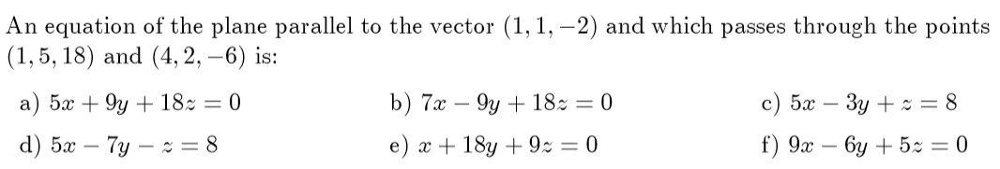 An equation of the plane parallel to the vector (1, 1, −2) and which passes through the points
(1, 5, 18) and (4, 2, −6) is:
a) 5x + 9y + 18z = 0 b) 7x − 9y + 18z = 0 c) 5x − 3y + z = 8
d) 5x − 7y − z = 8 e) x + 18y + 9z = 0 f) 9x − 6y + 5z = 0